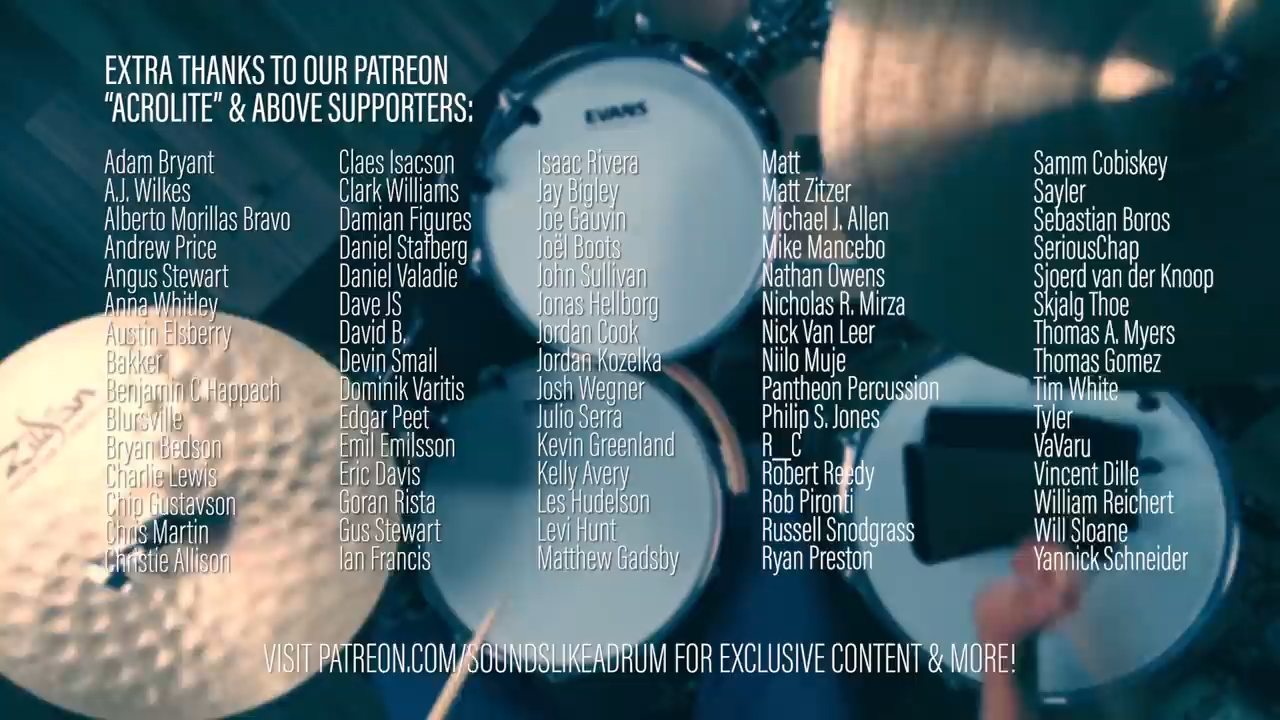 EXTRA THANKS TO OUR PATREON
"ACROLITE" & ABOVE SUPPORTERS:
Adam Bryant
A.J. Wilkes
Alberto Morillas Bravo
Andrew Price
Angus Stewart
Anna Whitley
Austin Elsberry
Bakker
Benjamin C Happach
Blursville
Bryan Bedson
Charlie Lewis
Chip Gustavson
Chris Martin
Christie Allison
Claes Isacson
Clark Williams
Damian Figures
Daniel Statberg
Daniel Valadie
Dave JS
David B.
Devin Small
Dominik Varitis
Edgar Peet
Emil Emilsson
Eric Davis
Goran Rista
Gus Stewart
Ian Francis
Isaac Rivera
Jay Bigley
Joe Gauvin
Joël Boots
John Sullivan
Jonas Hellborg
Jordan Cook
Jordan Kozelka
Josh Wegner
Julio Serra
Kevin Greenland
Kelly Avery
Les Hudelson
Levi Hunt
Matthew Gadsby
Matt
Matt Zitzer
Michael J. Allen
Mike Mancebo
Nathan Owens
Nicholas R. Mirza
Nick Van Leer
Niilo Muje
Pantheon Percussion
Philip S. Jones
R__C
Robert Reedy
Rob Pironti
Russell Snodgrass
Ryan Preston
Samm Cobiskey
Sayler
Sebastian Boros
SeriousChap
Sjoerd van der Knoop
Skjalg Thoe
Thomas A. Myers
Thomas Gomez
Tim White
Tyler
VaVaru
Vincent Dille
William Reichert
Will Sloane
Yannick Schneider
VISIT PATREON.COM/SOUNDSLIKEADRUM FOR EXCLUSIVE CONTENT & MORE!
EVANS
Zildjian